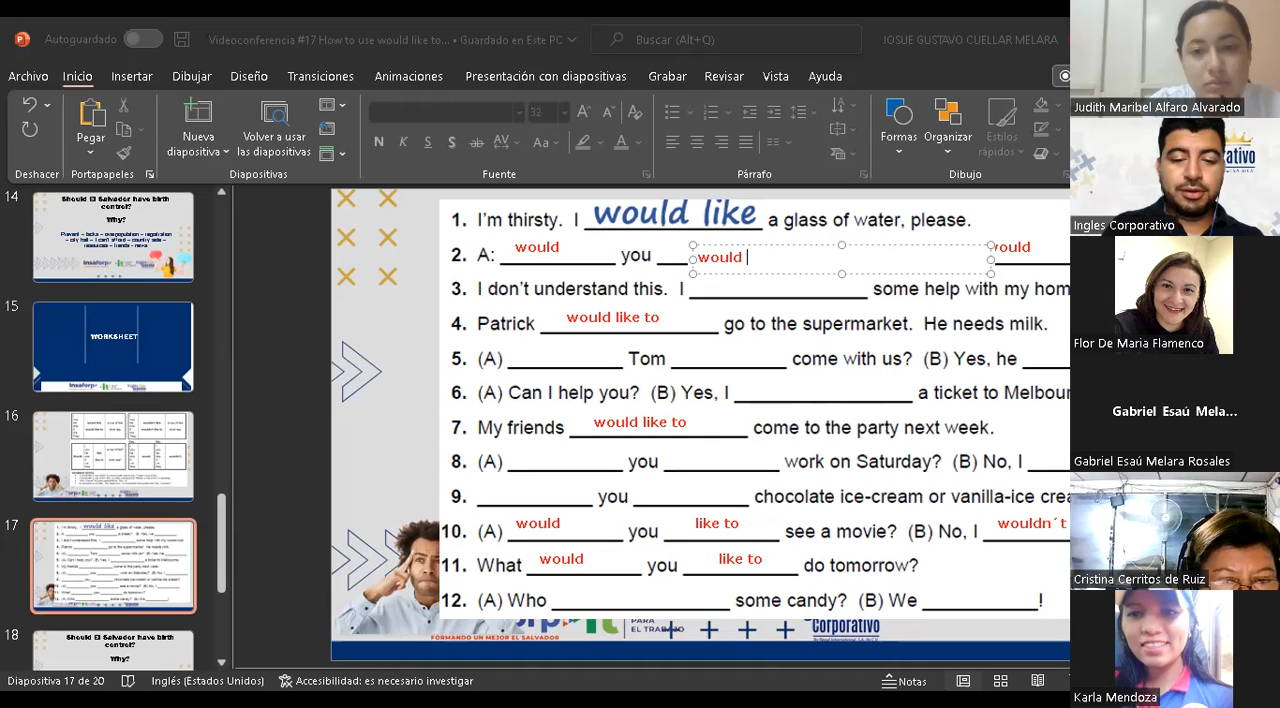 Autoguardado
Videoconferencia #17 How to use would like to... • Guardado en Este PC
Buscar (Alt+Q)
JOSUE GUSTAVO CUELLAR MELARA
Archivo Inicio Insertar Dibujar Diseño Transiciones Animaciones Presentación con diapositivas Grabar Revisar Vista Ayuda
Pegar
Nueva diapositiva
Volver a usar las diapositivas
32
N K S S ab AV Aa A
Formas
Organizar
Estilos rápidos
Deshacer Portapapeles Diapositivas Fuente Párrafo Dibujo
14
Should El Salvador have birth control?
Why?
15
WORKSHEET
16
17
18
Should El Salvador have birth control?
Why?
1. I'm thirsty. I would like a glass of water, please.
2. A: would you would would
3. I don't understand this. I some help with my hom
4. Patrick would like to go to the supermarket. He needs milk.
5. (A) Tom come with us? (B) Yes, he
6. (A) Can I help you? (B) Yes, I a ticket to Melbou
7. My friends would like to come to the party next week.
8. (A) you work on Saturday? (B) No, I
9. you chocolate ice-cream or vanilla-ice crea
10. (A) would you like to see a movie? (B) No, I wouldn´t
11. What would you like to do tomorrow?
12. (A) Who some candy? (B) We !
PARA
EL TRABAJO
Corporativo
FORMANDO UN MEJOR EL SALVADOR
Diapositiva 17 de 20
Inglés (Estados Unidos)
Accesibilidad: es necesario investigar
Notas
Judith Maribel Alfaro Alvarado
Ingles Corporativo
Flor De Maria Flamenco
Gabriel Esaú Mela...
Gabriel Esaú Melara Rosales
Cristina Cerritos de Ruiz
Karla Mendoza